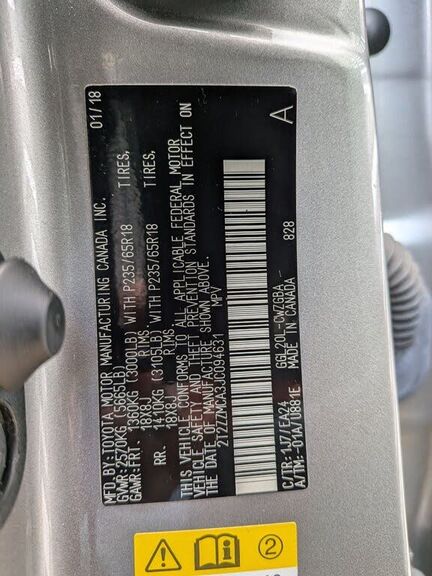 MFD.BY:TOYOTA MOTOR MANUFACTURING CANADA INC. 01/18
GVWR:2570KG (5665LB)
GAWR:FRT. 1360KG (3000LB) WITH P235/65R18 TIRES,
18X8J RIMS,
RR. 1410KG (3105LB) WITH P235/65R18 TIRES,
18X8J RIMS,
THIS VEHICLE CONFORMS TO ALL APPLICABLE FEDERAL MOTOR
VEHICLE SAFETY AND THEFT PREVENTION STANDARDS IN EFFECT ON
THE DATE OF MANUFACTURE SHOWN ABOVE.
2T2ZZMCA3JC094631 MPV
A
GGL20L-CWZGBA 828
C/TR:1J7/EA24 MADE IN CANADA
A/TM:-01A/U881E
2